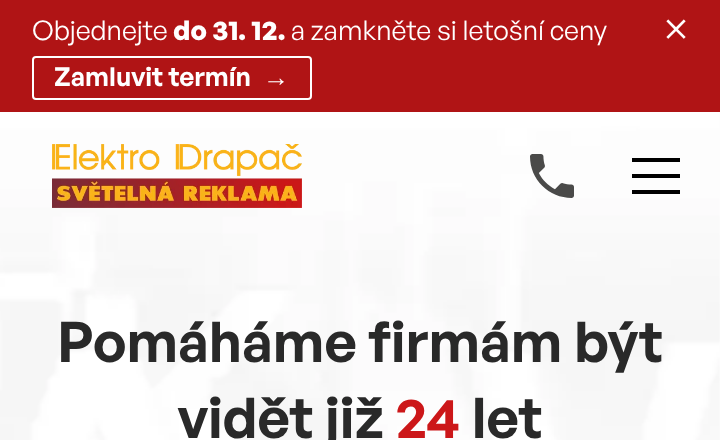 Objednejte do 31. 12. a zamkněte si letošní ceny
Zamluvit termín →
Elektro Drapač
SVĚTELNÁ REKLAMA
Pomáháme firmám být
vidět již 24 let